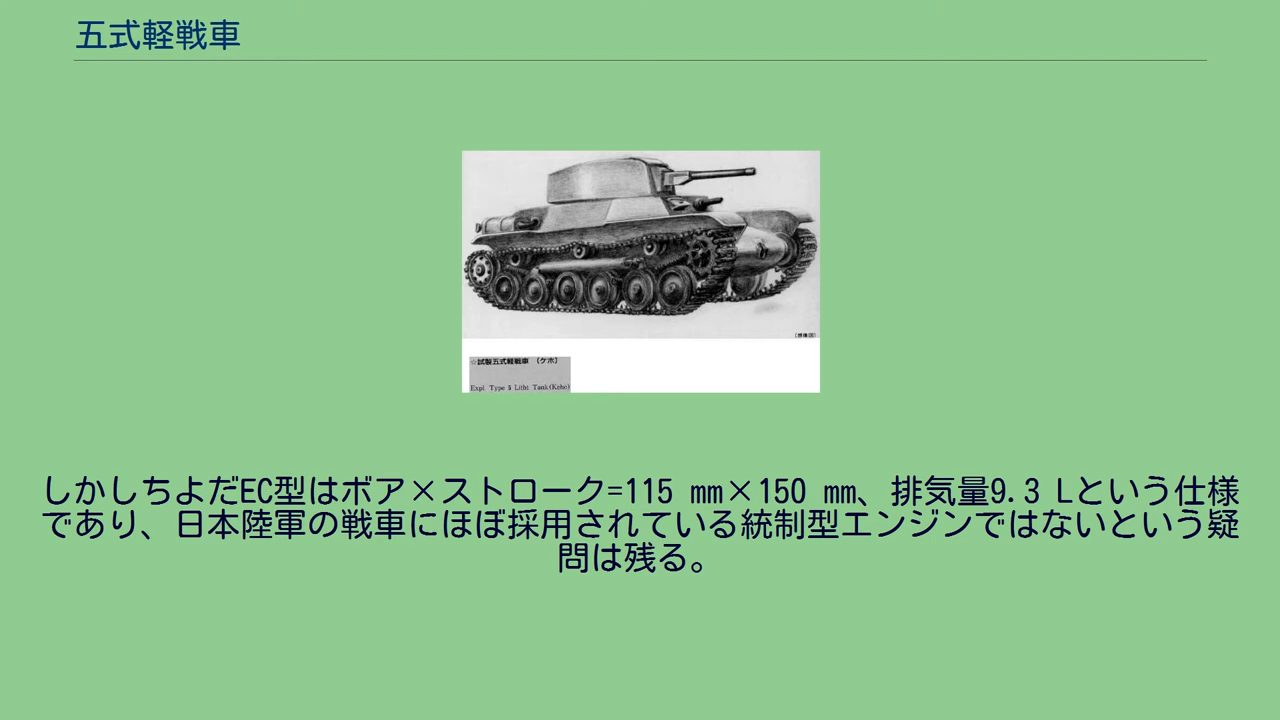 五式軽戦車
(想像図)
☆試製五式軽戦車 (ケホ)
Expl. Type 5 Litht Tank(Keho)
しかしちよだEC型はボア×ストローク=115 mm×150 mm、排気量9.3 Lという仕様
であり、日本陸軍の戦車にほぼ採用されている統制型エンジンではないという疑
問は残る。